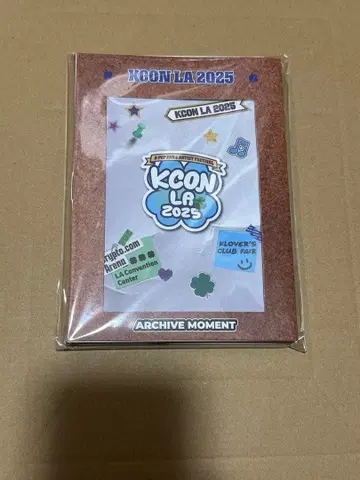 KCON LA 2025
KCON LA 2025
K-POP FAN & ARTIST FESTIVAL
KCON
LA
2025
Crypto.com
Arena
LA Convention
Center
KLOVER'S
CLUB FAIR
ARCHIVE MOMENT